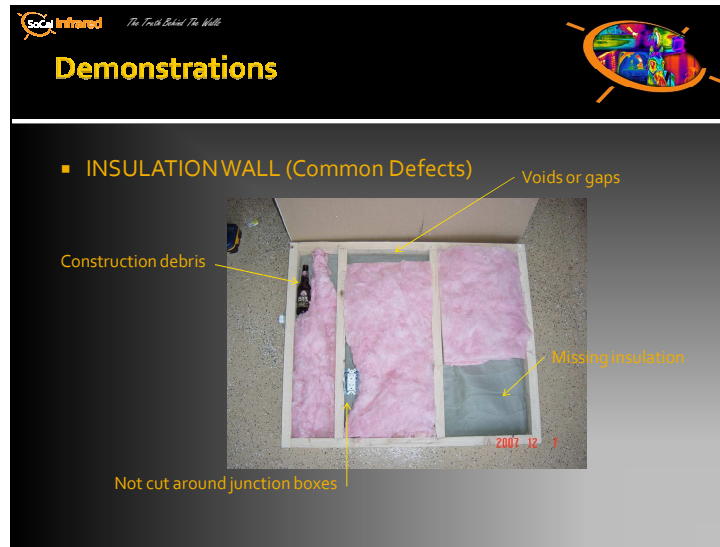 SoCal Infrared
The Truth Behind The Walls
Demonstrations
INSULATION WALL (Common Defects)
Voids or gaps
Construction debris
Missing insulation
2007 12
Not cut around junction boxes